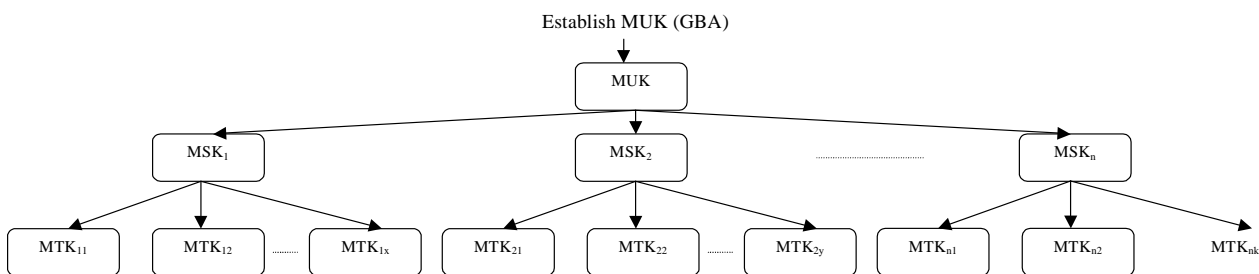 Establish MUK (GBA)
MUK
MSK₁ MSK₂ MSKₙ
MTK₁₁ MTK₁₂ MTK₁ₓ MTK₂₁ MTK₂₂ MTK₂y MTKₙ₁ MTKₙ₂ MTKₙₖ